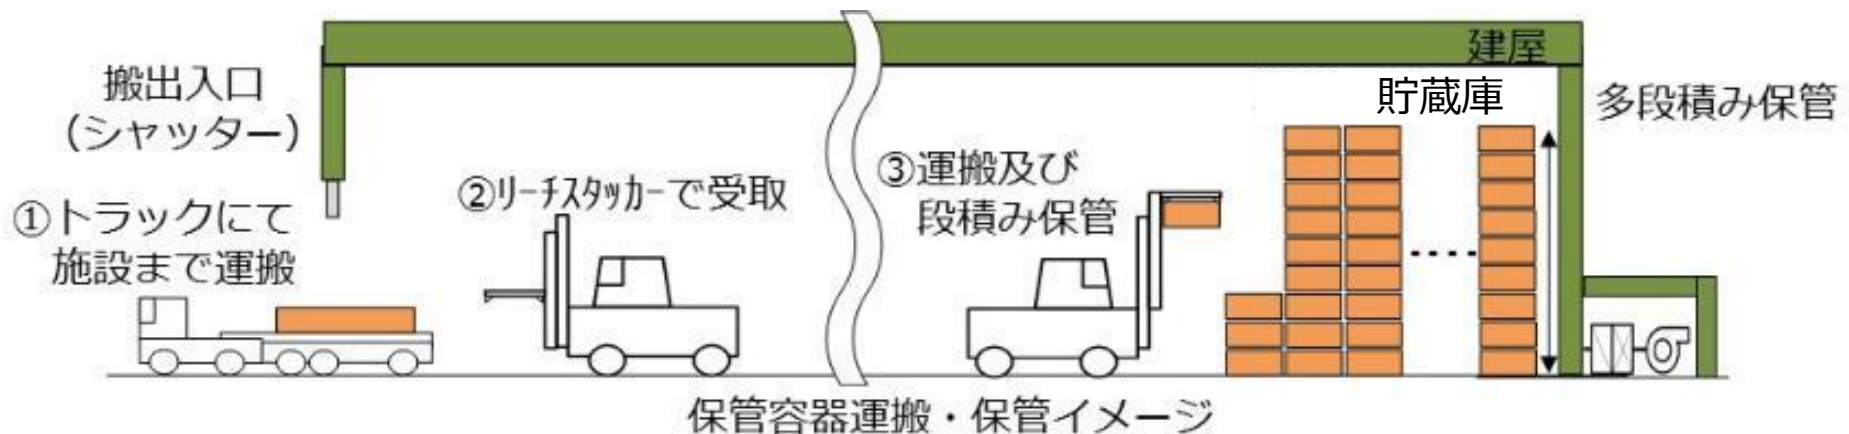 建屋
搬出入口
(シャッター)
貯蔵庫
多段積み保管
①トラックにて
施設まで運搬
②ﾘｰﾁｽﾀｯｶｰで受取
③運搬及び
段積み保管
保管容器運搬・保管イメージ